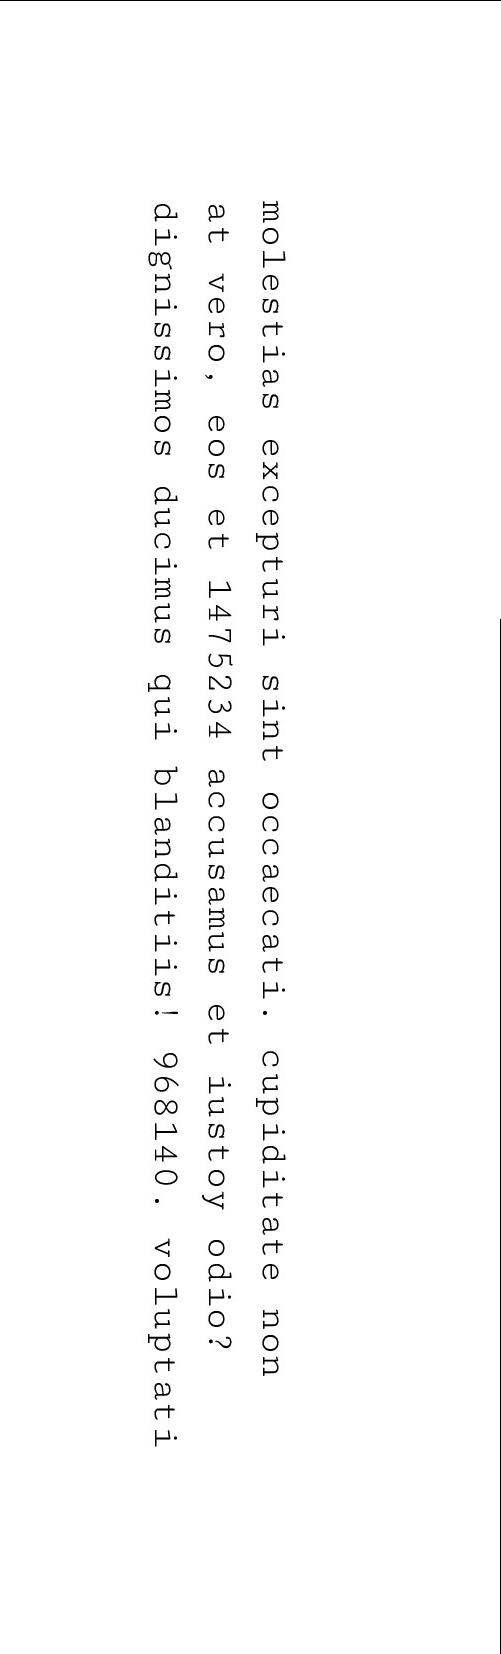 molestias excepturi sint occaecati. cupiditate non
at vero, eos et 1475234 accusamus et iustoy odio?
dignissimos ducimus qui blanditiis! 968140. voluptati